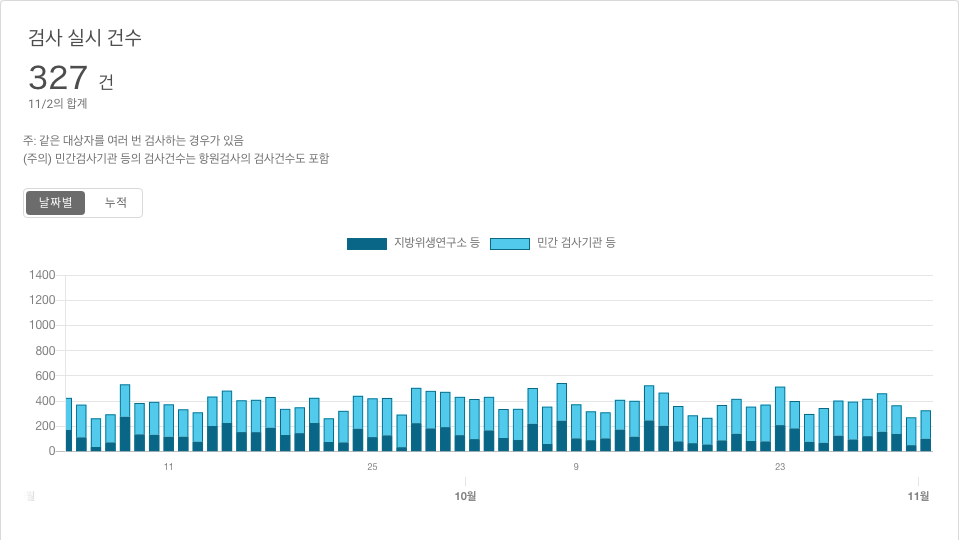 검사 실시 건수
327 건
11/2의 합계
주: 같은 대상자를 여러 번 검사하는 경우가 있음
(주의) 민간검사기관 등의 검사건수는 항원검사의 검사건수도 포함
날짜별 누적
지방위생연구소 등 민간 검사기관 등
1400
1200
1000
800
600
400
200
0
11 25 9 23
월 10월 11월